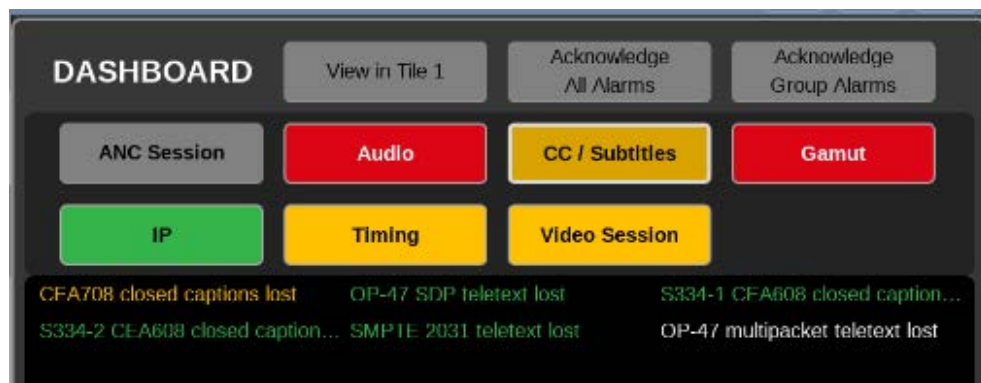 DASHBOARD
View in Tile 1
Acknowledge
All Alarms
Acknowledge
Group Alarms
ANC Session
Audio
CC / Subtitles
Gamut
IP
Timing
Video Session
CEA708 closed captions lost
OP-47 SDP teletext lost
S334-1 CEA608 closed caption...
S334-2 CEA608 closed caption...
SMPTE 2031 teletext lost
OP-47 multipacket teletext lost